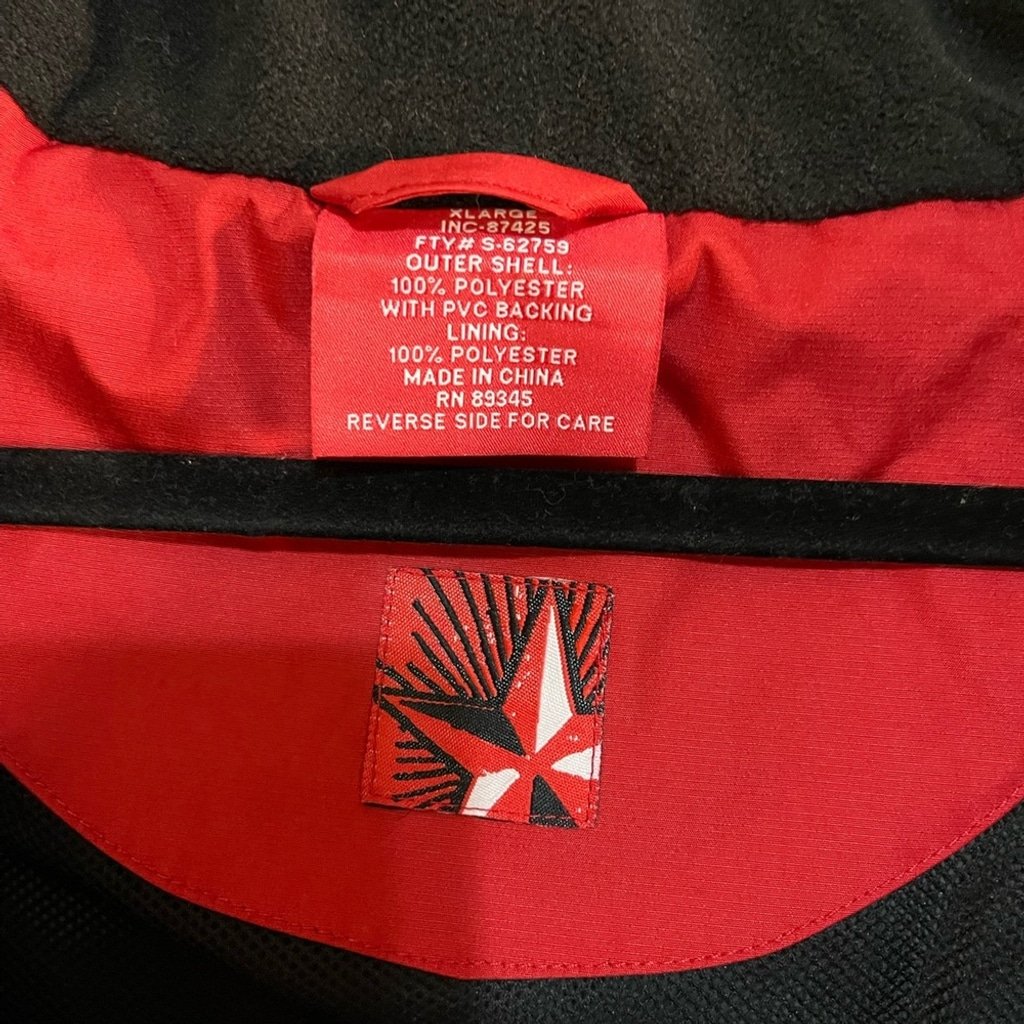 XLARGE
INC-87425
FTY# S-62759
OUTER SHELL:
100% POLYESTER
WITH PVC BACKING
LINING:
100% POLYESTER
MADE IN CHINA
RN 89345
REVERSE SIDE FOR CARE